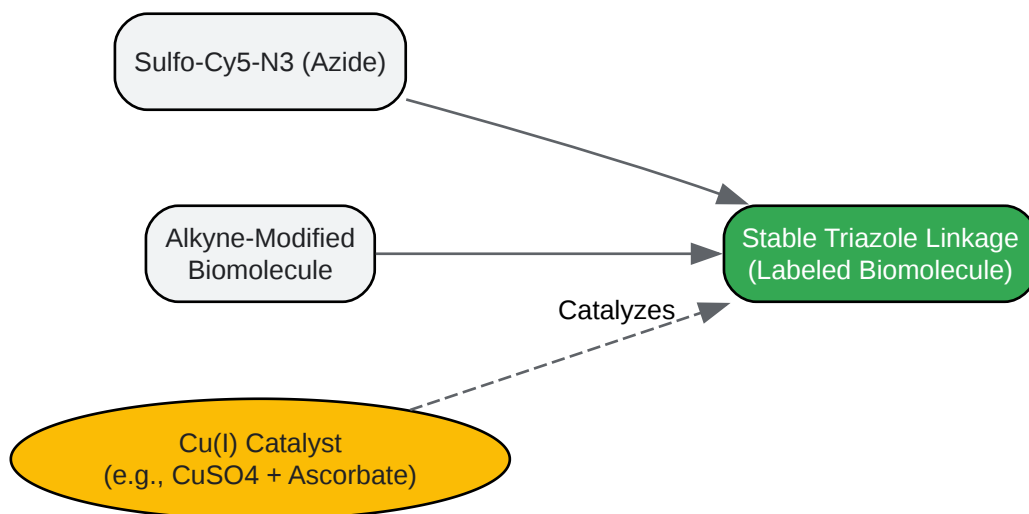 Sulfo-Cy5-N3 (Azide)
Alkyne-Modified
Biomolecule
Stable Triazole Linkage
(Labeled Biomolecule)
Catalyzes
Cu(I) Catalyst
(e.g., CuSO4 + Ascorbate)